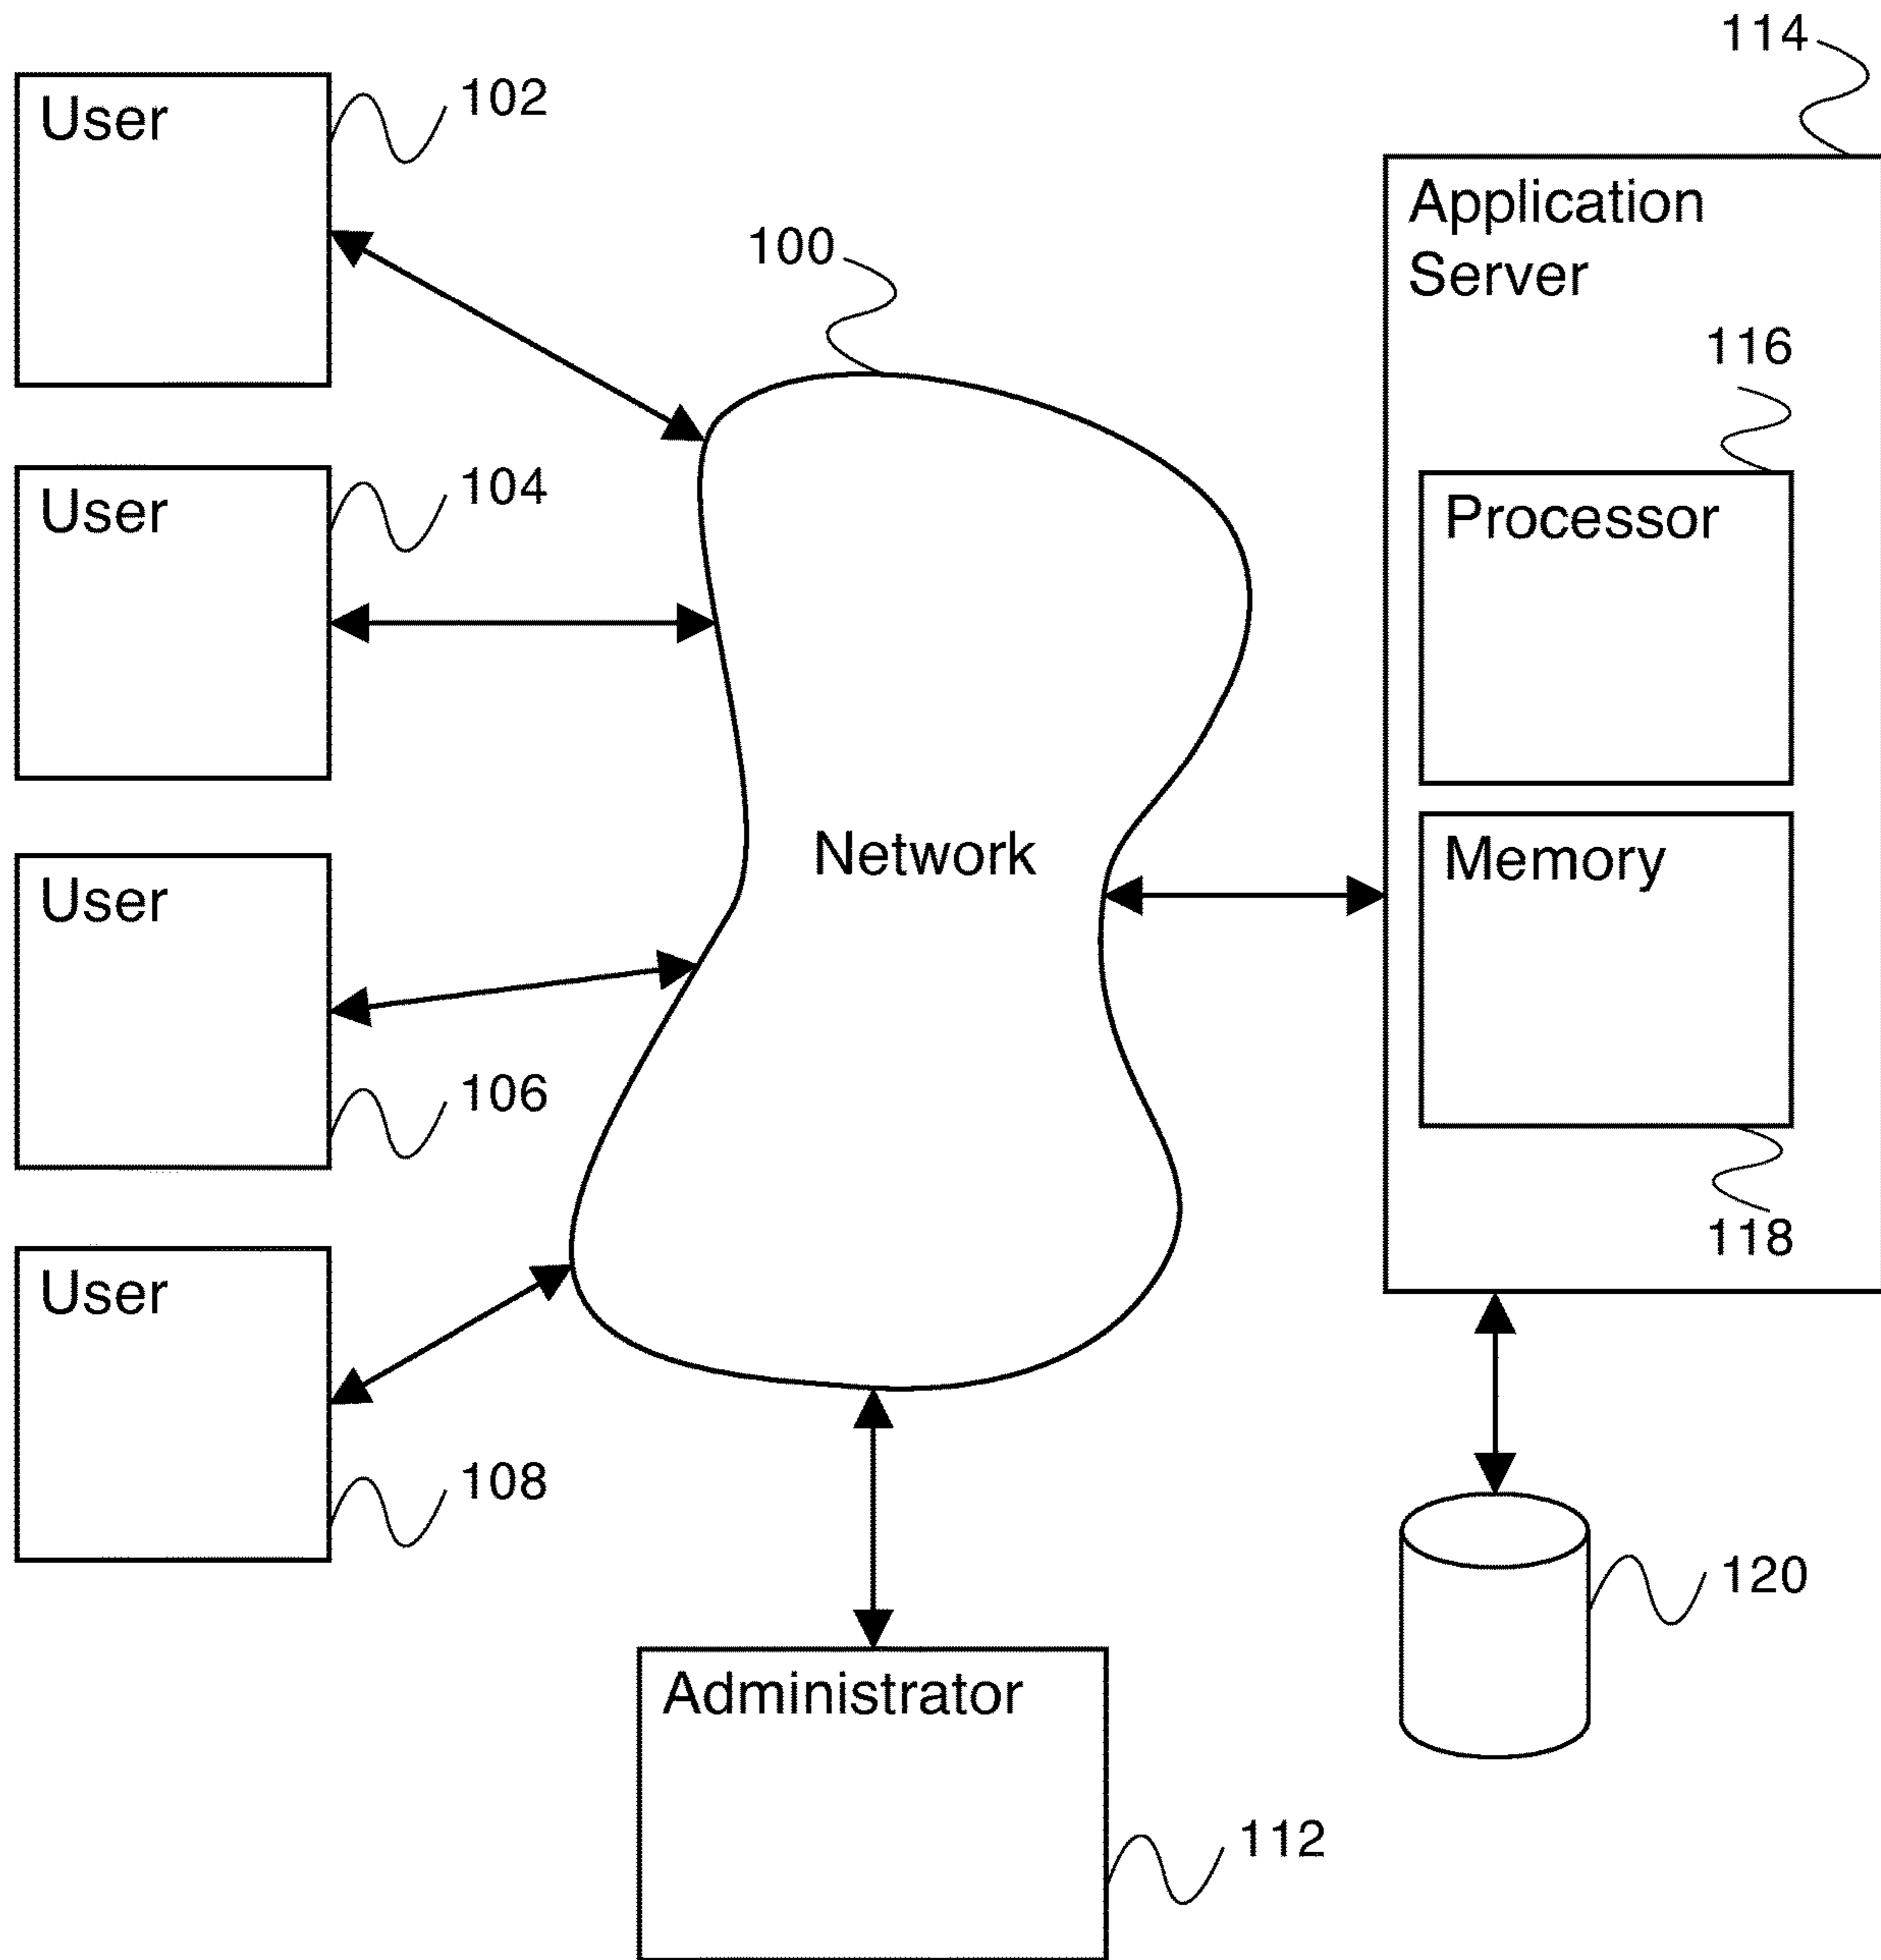 114
User
102
Application
Server
100
116
User
104
Processor
Network
Memory
User
106
118
User
108
120
Administrator
112